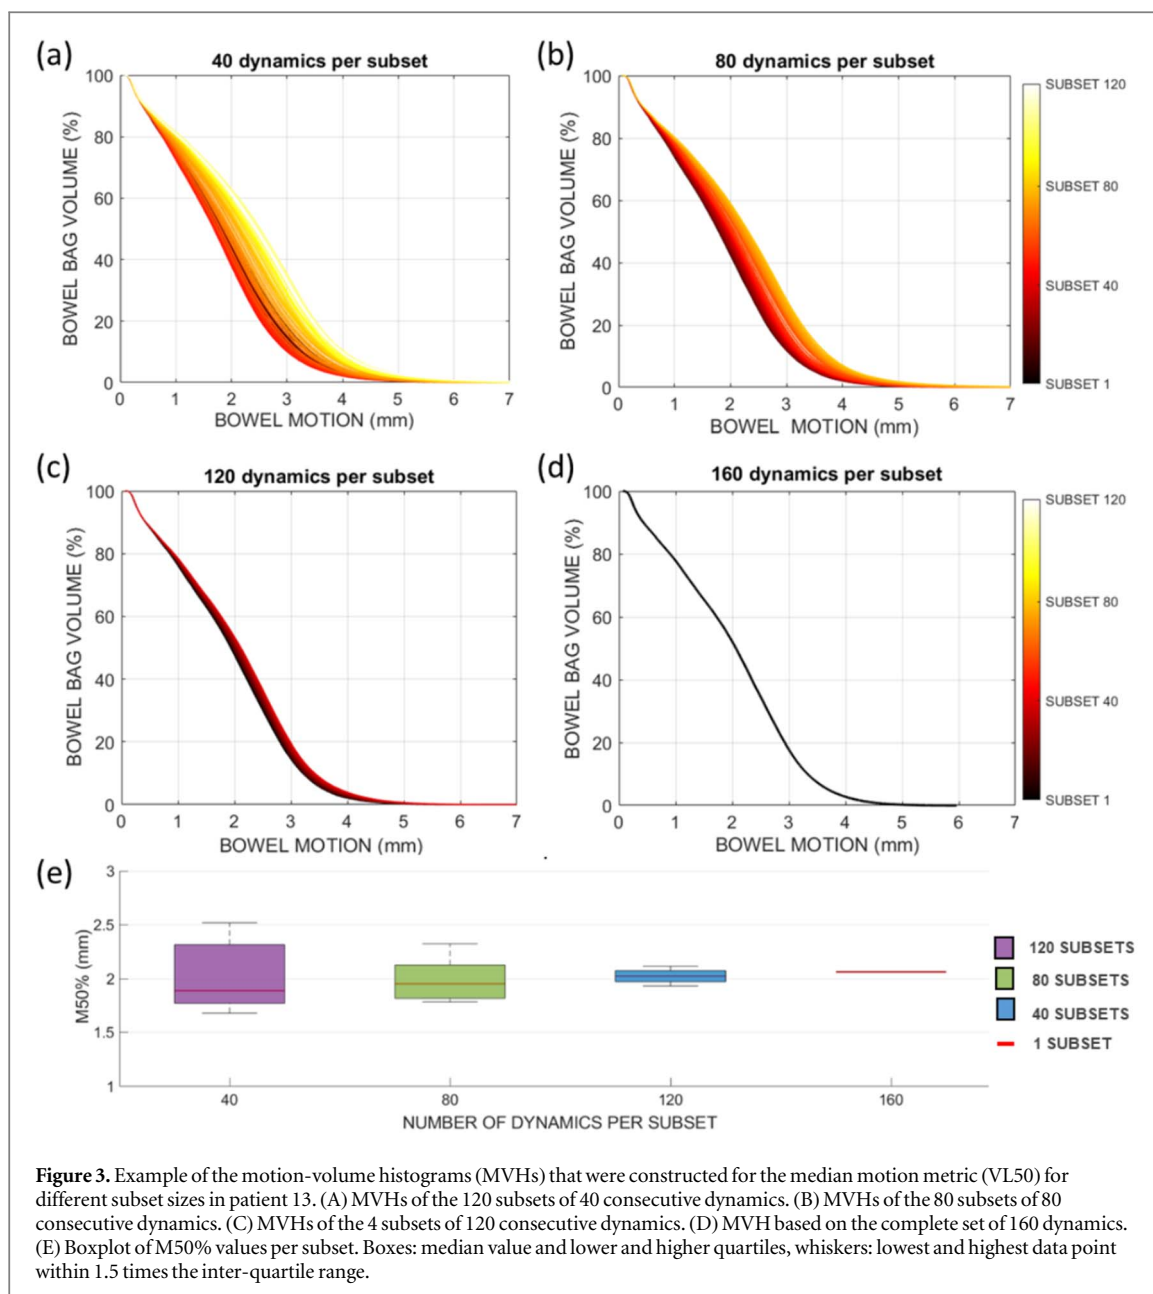 (a)
40 dynamics per subset
100
80
60
40
20
0
BOWEL BAG VOLUME (%)
0 1 2 3 4 5 6 7
BOWEL MOTION (mm)
(b)
80 dynamics per subset
100
80
60
40
20
0
BOWEL BAG VOLUME (%)
0 1 2 3 4 5 6 7
BOWEL MOTION (mm)
SUBSET 120
SUBSET 80
SUBSET 40
SUBSET 1
(c)
120 dynamics per subset
100
80
60
40
20
0
BOWEL BAG VOLUME (%)
0 1 2 3 4 5 6 7
BOWEL MOTION (mm)
(d)
160 dynamics per subset
100
80
60
40
20
0
BOWEL BAG VOLUME (%)
0 1 2 3 4 5 6 7
BOWEL MOTION (mm)
SUBSET 120
SUBSET 80
SUBSET 40
SUBSET 1
(e)
3
2.5
2
1.5
1
M50% (mm)
40 80 120 160
NUMBER OF DYNAMICS PER SUBSET
120 SUBSETS
80 SUBSETS
40 SUBSETS
1 SUBSET
Figure 3. Example of the motion-volume histograms (MVHs) that were constructed for the median motion metric (VL50) for
different subset sizes in patient 13. (A) MVHs of the 120 subsets of 40 consecutive dynamics. (B) MVHs of the 80 subsets of 80
consecutive dynamics. (C) MVHs of the 4 subsets of 120 consecutive dynamics. (D) MVH based on the complete set of 160 dynamics.
(E) Boxplot of M50% values per subset. Boxes: median value and lower and higher quartiles, whiskers: lowest and highest data point
within 1.5 times the inter-quartile range.